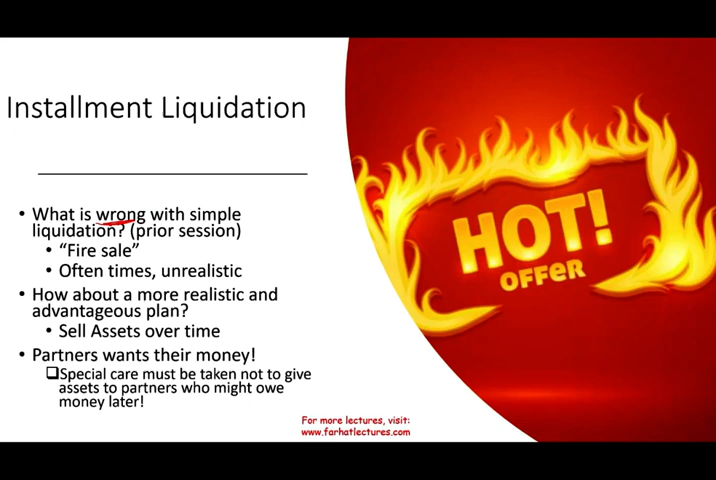 Installment Liquidation
• What is wrong with simple
liquidation? (prior session)
• “Fire sale”
• Often times, unrealistic
• How about a more realistic and
advantageous plan?
• Sell Assets over time
• Partners wants their money!
❑Special care must be taken not to give
assets to partners who might owe
money later!
HOT!
OFFER
For more lectures, visit:
www.farhatlectures.com